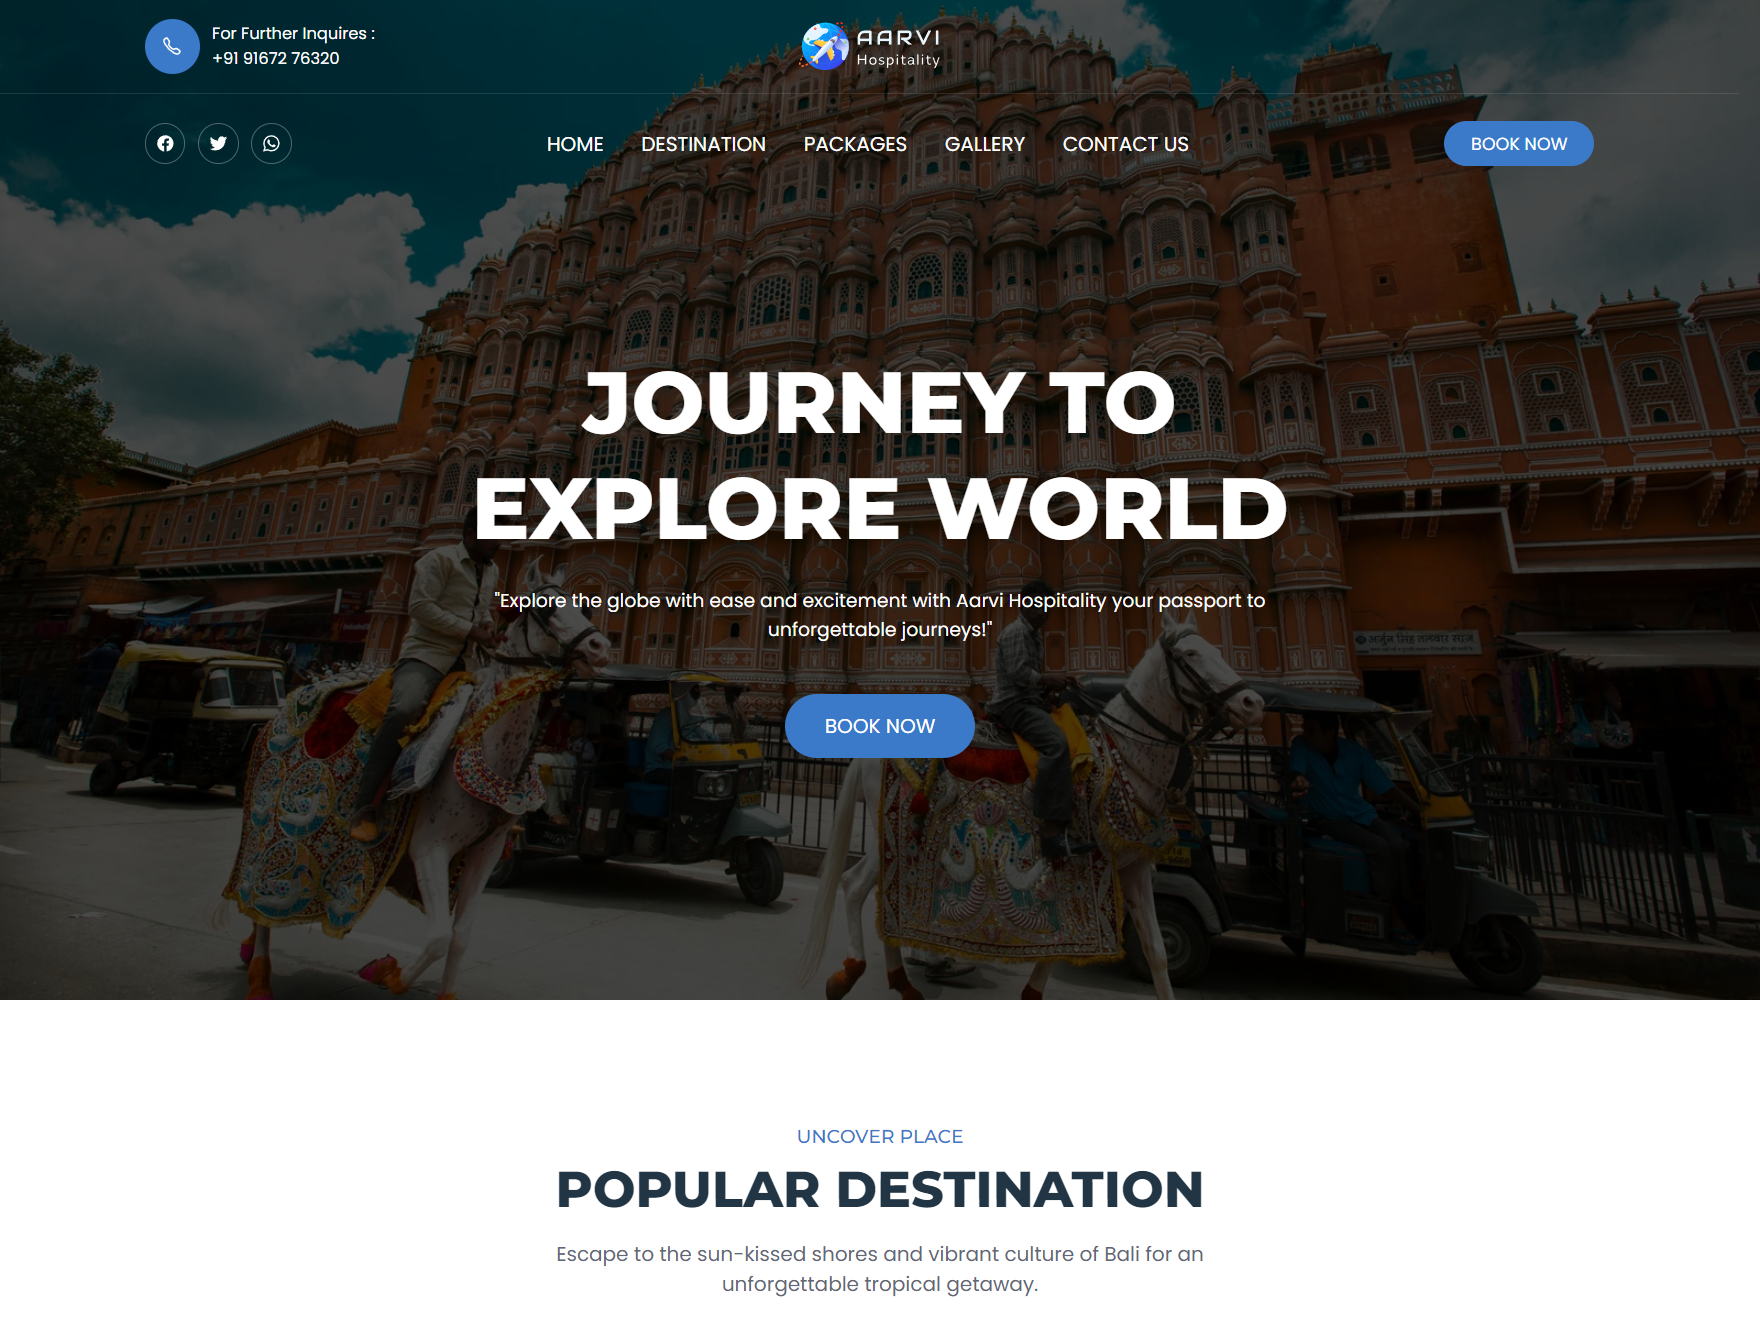 For Further Inquires :
+91 91672 76320
AARVI
Hospitality
HOME DESTINATION PACKAGES GALLERY CONTACT US
BOOK NOW
JOURNEY TO
EXPLORE WORLD
"Explore the globe with ease and excitement with Aarvi Hospitality your passport to
unforgettable journeys!"
अर्जुन सिंह तलवार
BOOK NOW
UNCOVER PLACE
POPULAR DESTINATION
Escape to the sun-kissed shores and vibrant culture of Bali for an
unforgettable tropical getaway.